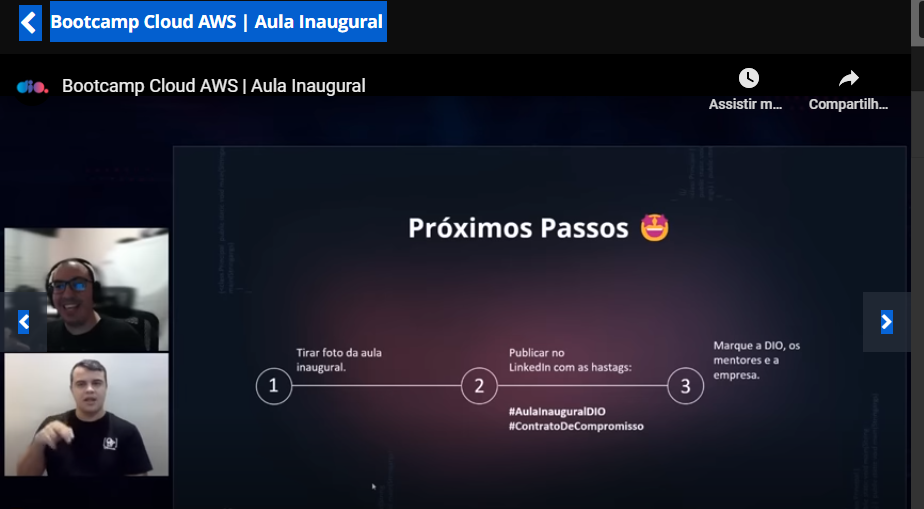 Bootcamp Cloud AWS | Aula Inaugural
dio.
Bootcamp Cloud AWS | Aula Inaugural
Assistir m...
Compartilh...
Próximos Passos
Tirar foto da aula
inaugural.
1
Publicar no
LinkedIn com as hastags:
2
#AulaInauguralDIO
#ContratoDeCompromisso
Marque a DIO, os
mentores e a
empresa.
3